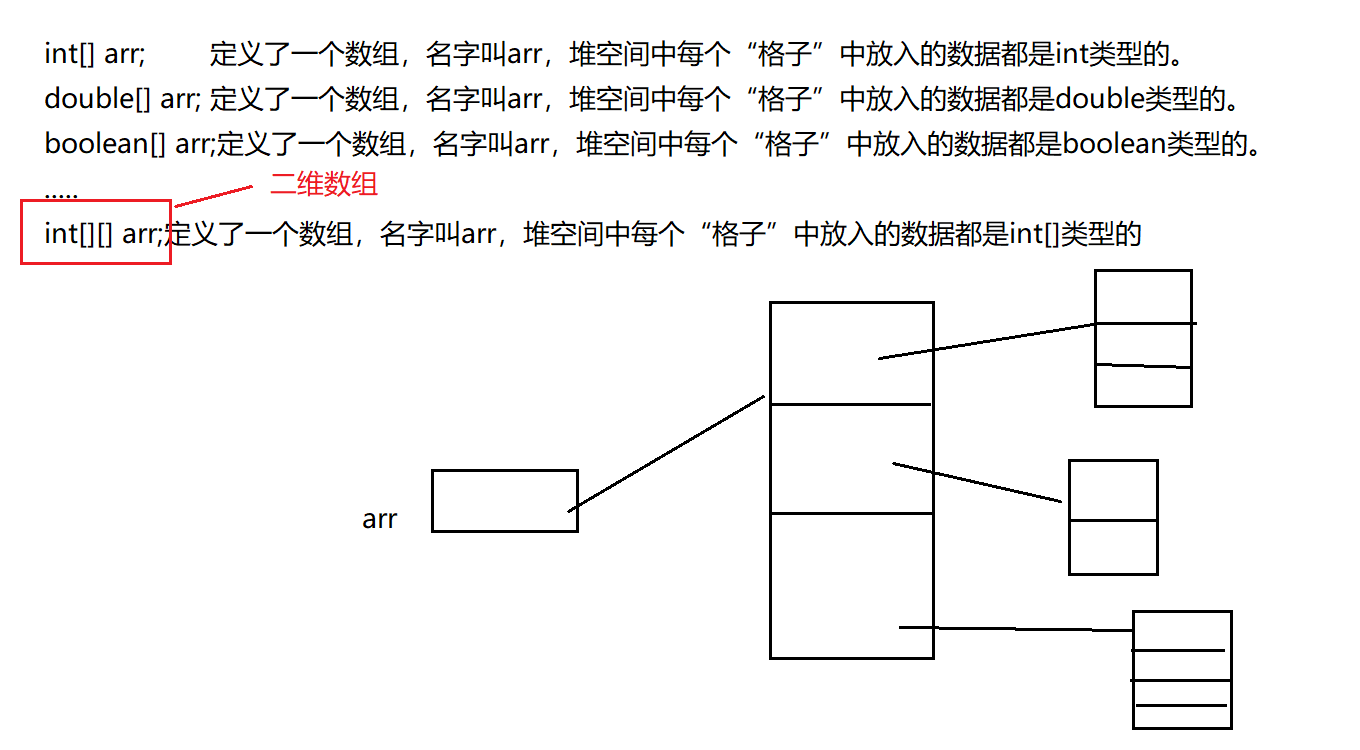 int[] arr; 定义了一个数组，名字叫arr，堆空间中每个“格子”中放入的数据都是int类型的。
double[] arr; 定义了一个数组，名字叫arr，堆空间中每个“格子”中放入的数据都是double类型的。
boolean[] arr;定义了一个数组，名字叫arr，堆空间中每个“格子”中放入的数据都是boolean类型的。
.....
二维数组
int[][] arr;定义了一个数组，名字叫arr，堆空间中每个“格子”中放入的数据都是int[]类型的
arr